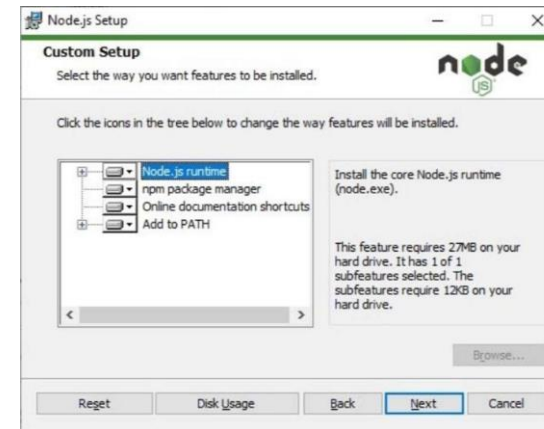 Node.js Setup
Custom Setup
Select the way you want features to be installed.
node
JS
Click the icons in the tree below to change the way features will be installed.
Node.js runtime
npm package manager
Online documentation shortcuts
Add to PATH
Install the core Node.js runtime
(node.exe).
This feature requires 27MB on your
hard drive. It has 1 of 1
subfeatures selected. The
subfeatures require 12KB on your
hard drive.
Browse...
Reset
Disk Usage
Back
Next
Cancel